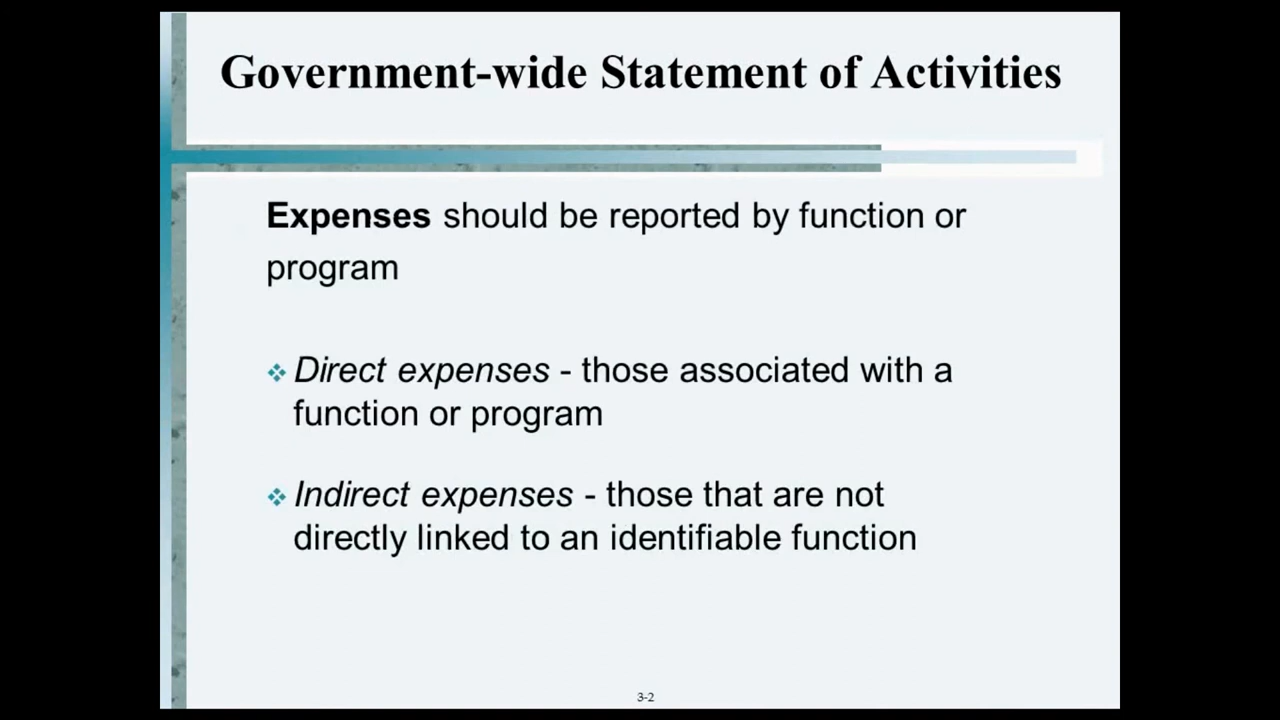 Government-wide Statement of Activities
Expenses should be reported by function or
program
❖ Direct expenses - those associated with a
function or program
❖ Indirect expenses - those that are not
directly linked to an identifiable function
3-2